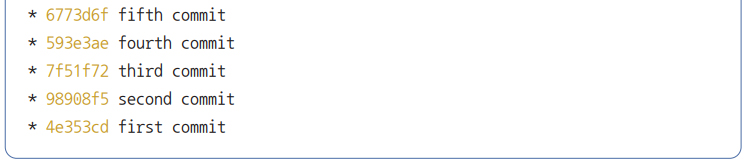 * 6773d6f fifth commit
* 593e3ae fourth commit
* 7f51f72 third commit
* 98908f5 second commit
* 4e353cd first commit